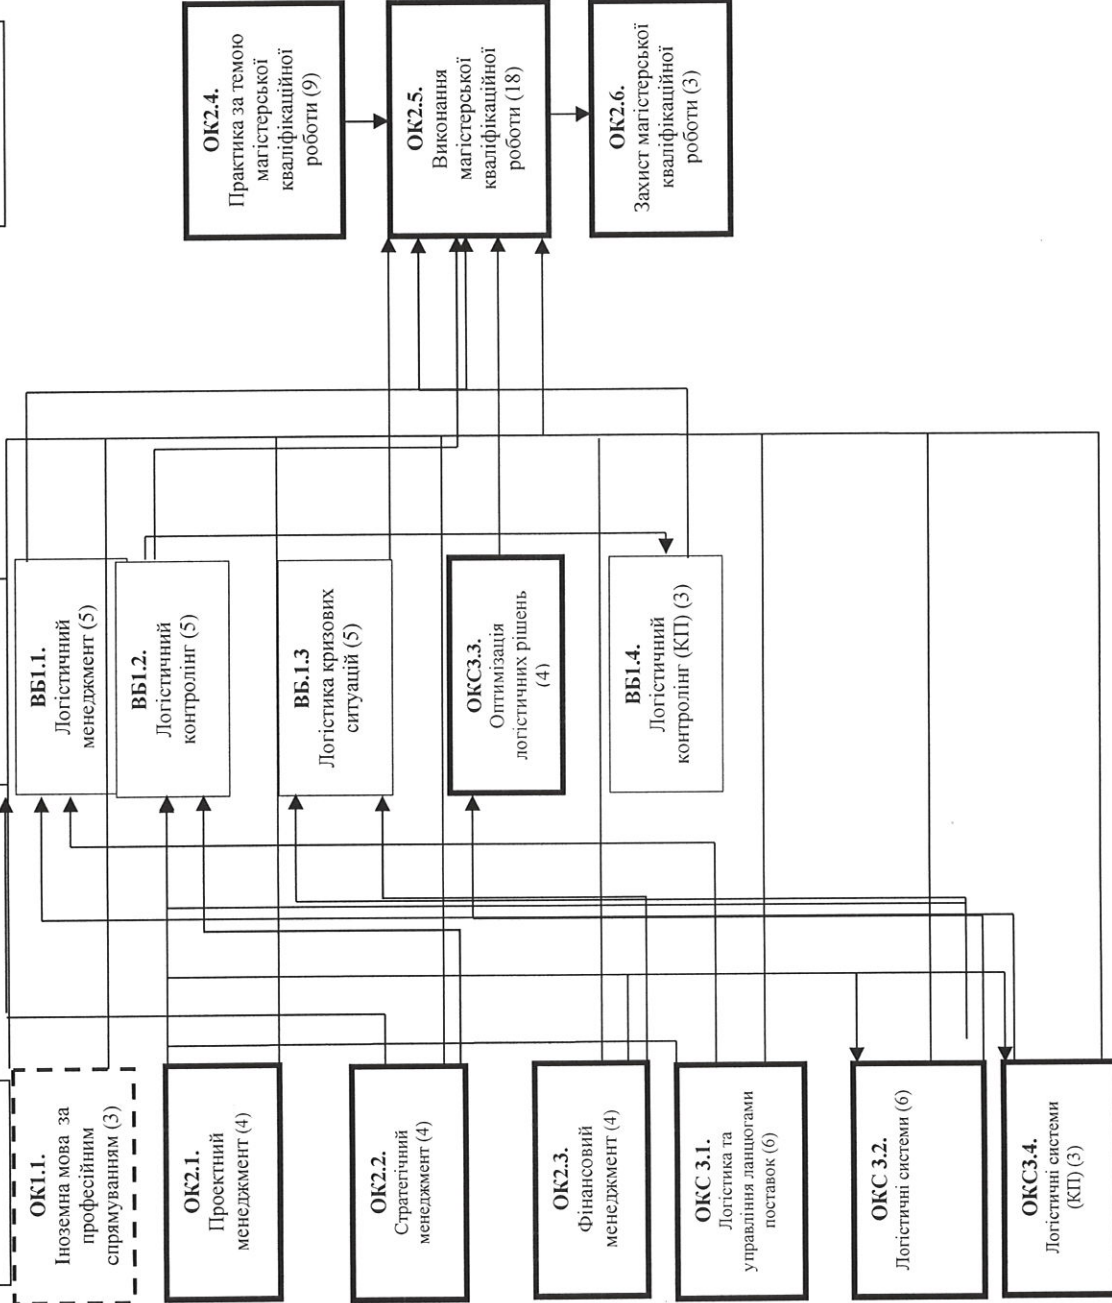 ОК1.1.
Іноземна мова за
професійним
спрямуванням (3)
ОК2.1.
Проектний
менеджмент (4)
ОК2.2.
Стратегічний
менеджмент (4)
ОК2.3.
Фінансовий
менеджмент (4)
ОКС 3.1.
Логістика та
управління ланцюгами
поставок (6)
ОКС 3.2.
Логістичні системи (6)
ОКС3.4.
Логістичні системи
(КП) (3)
ВБ1.1.
Логістичний
менеджмент (5)
ВБ1.2.
Логістичний
контролінг (5)
ВБ.1.3
Логістика кризових
ситуацій (5)
ОКС3.3.
Оптимізація
логістичних рішень
(4)
ВБ1.4.
Логістичний
контролінг (КП) (3)
ОК2.4.
Практика за темою
магістерської
кваліфікаційної
роботи (9)
ОК2.5.
Виконання
магістерської
кваліфікаційної
роботи (18)
ОК2.6.
Захист магістерської
кваліфікаційної
роботи (3)